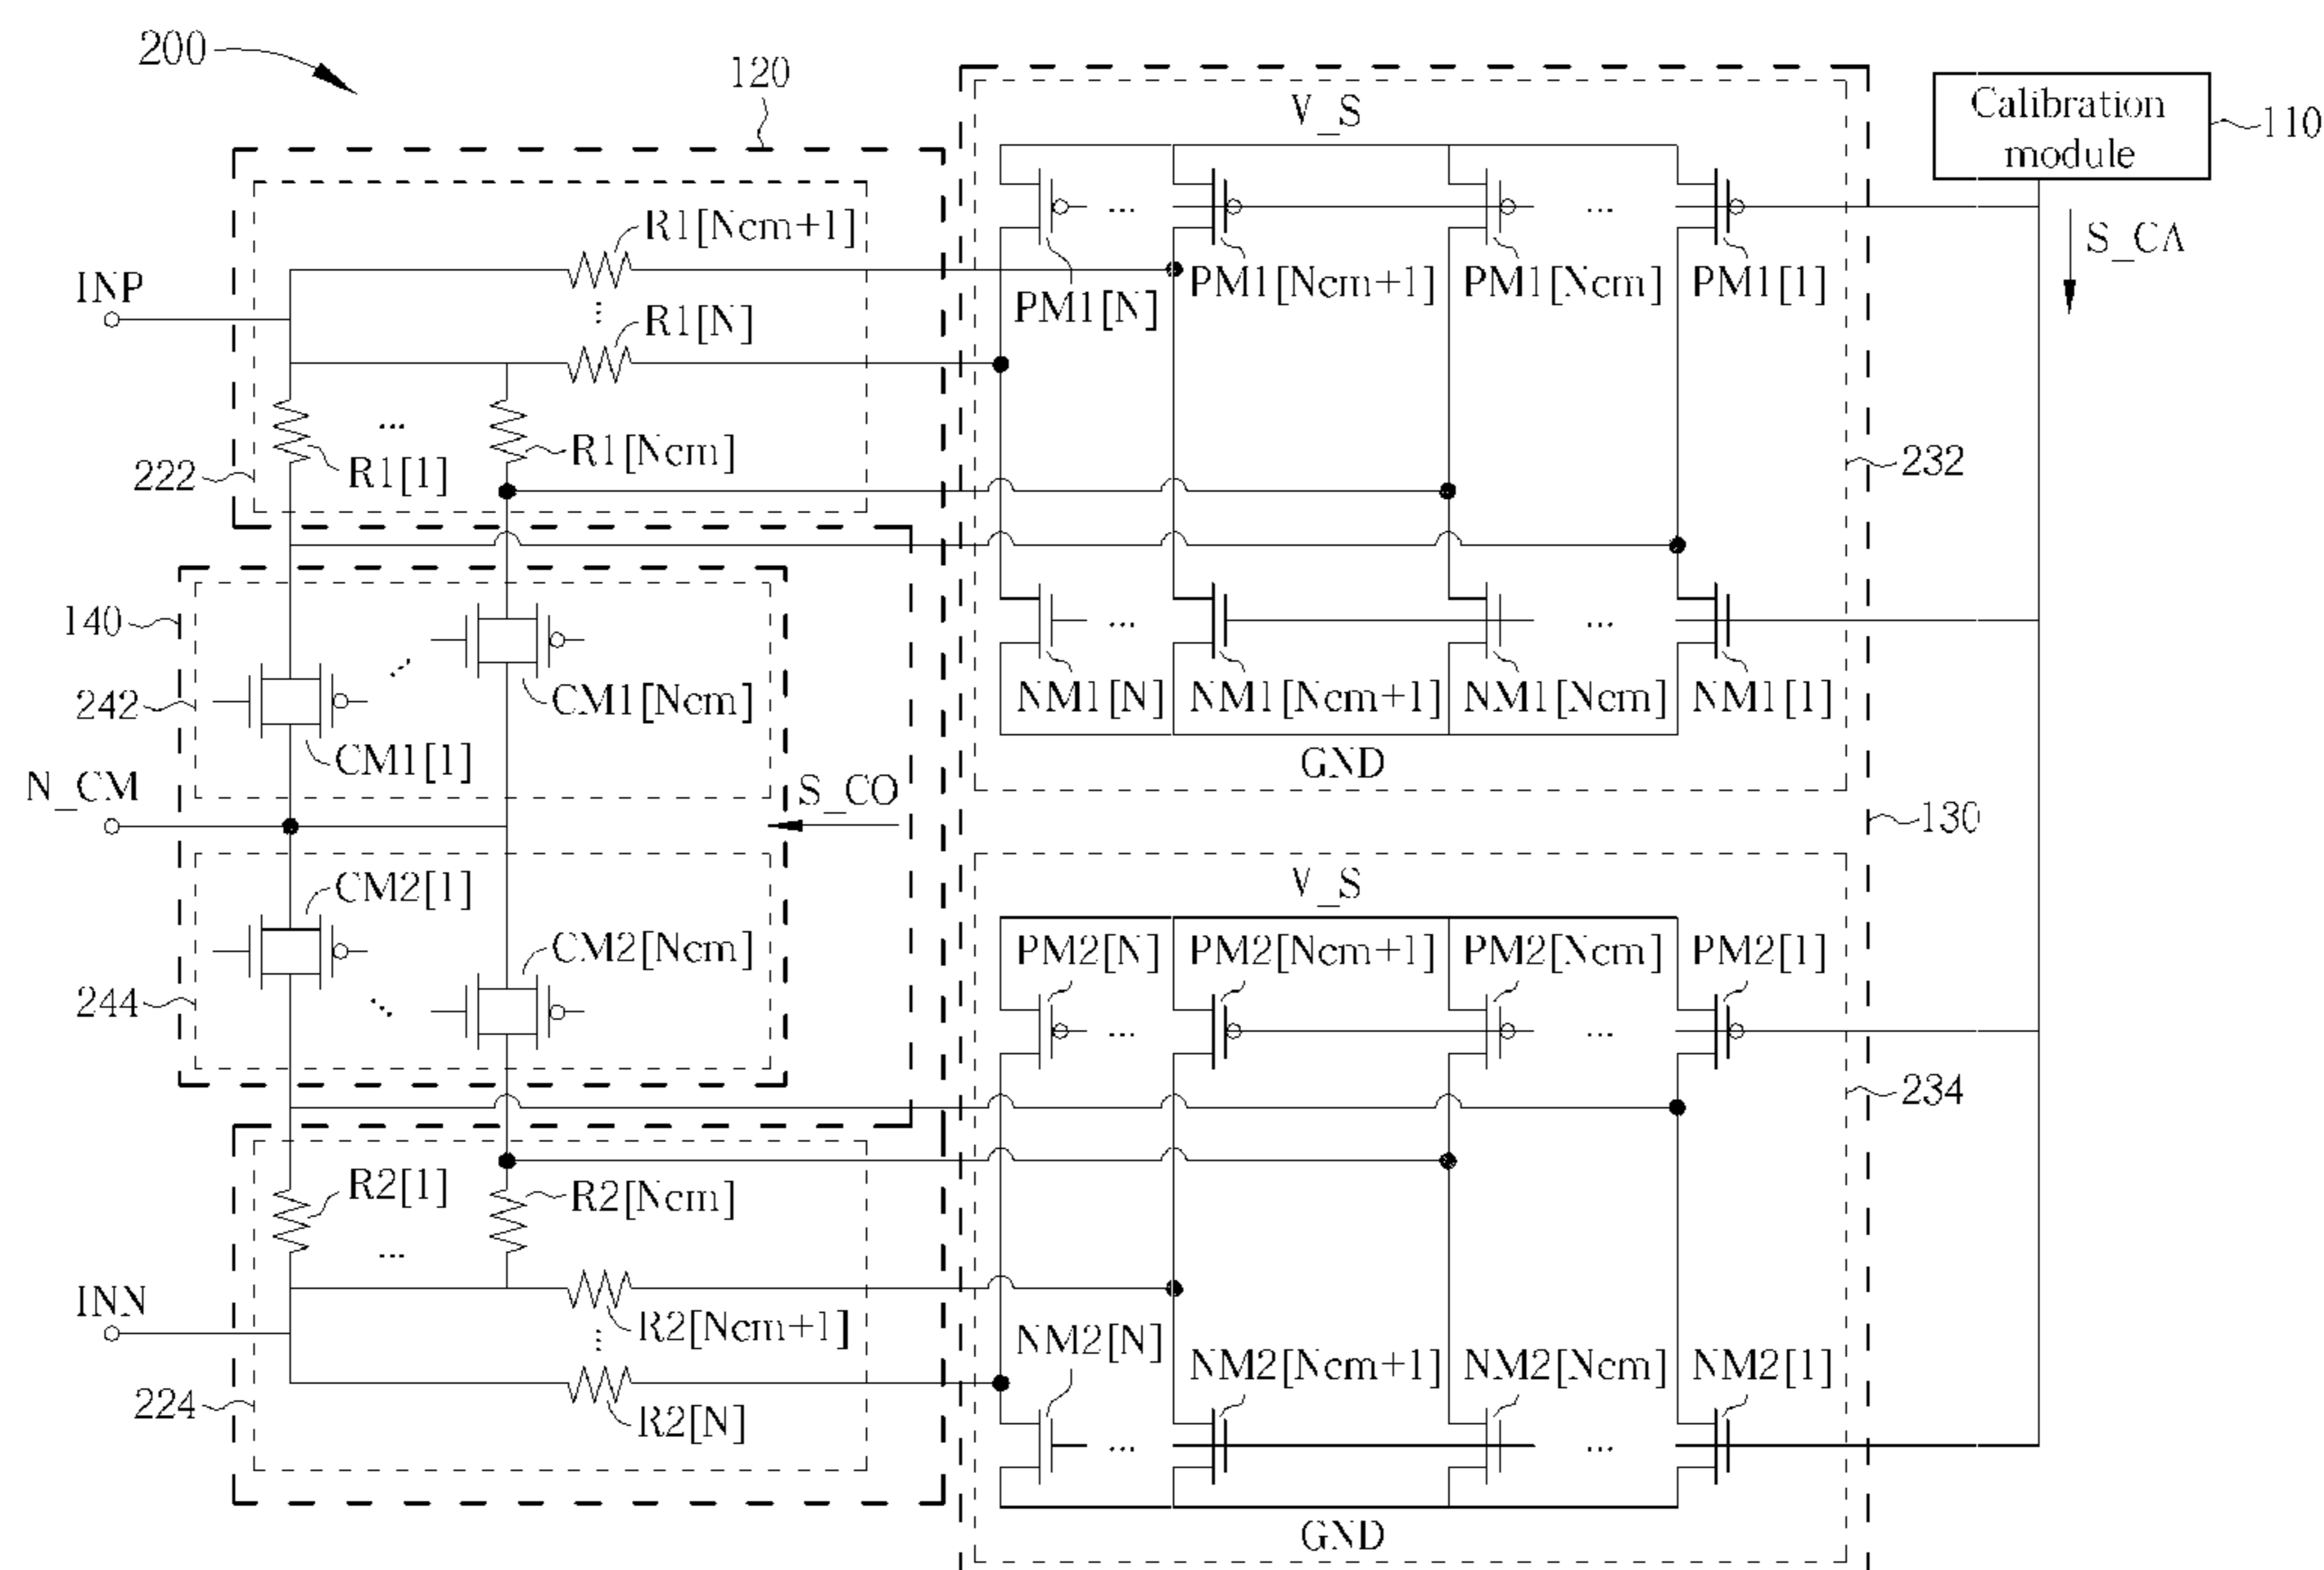 200
120
V_S
Calibration
module
110
S_CA
R1[Ncm+1]
INP
...
...
PM1[N]
PM1[Ncm+1]
PM1[Ncm]
PM1[1]
...
R1[N]
...
R1[1]
R1[Ncm]
222
232
140
...
...
242
CM1[1]
CM1[Ncm]
...
NM1[N]
NM1[Ncm+1]
NM1[Ncm]
NM1[1]
GND
N_CM
S_CO
130
V_S
CM2[1]
CM2[Ncm]
244
...
PM2[N]
PM2[Ncm+1]
PM2[Ncm]
PM2[1]
...
...
234
R2[1]
R2[Ncm]
...
INN
R2[Ncm+1]
...
R2[N]
224
NM2[N]
NM2[Ncm+1]
NM2[Ncm]
NM2[1]
...
...
GND